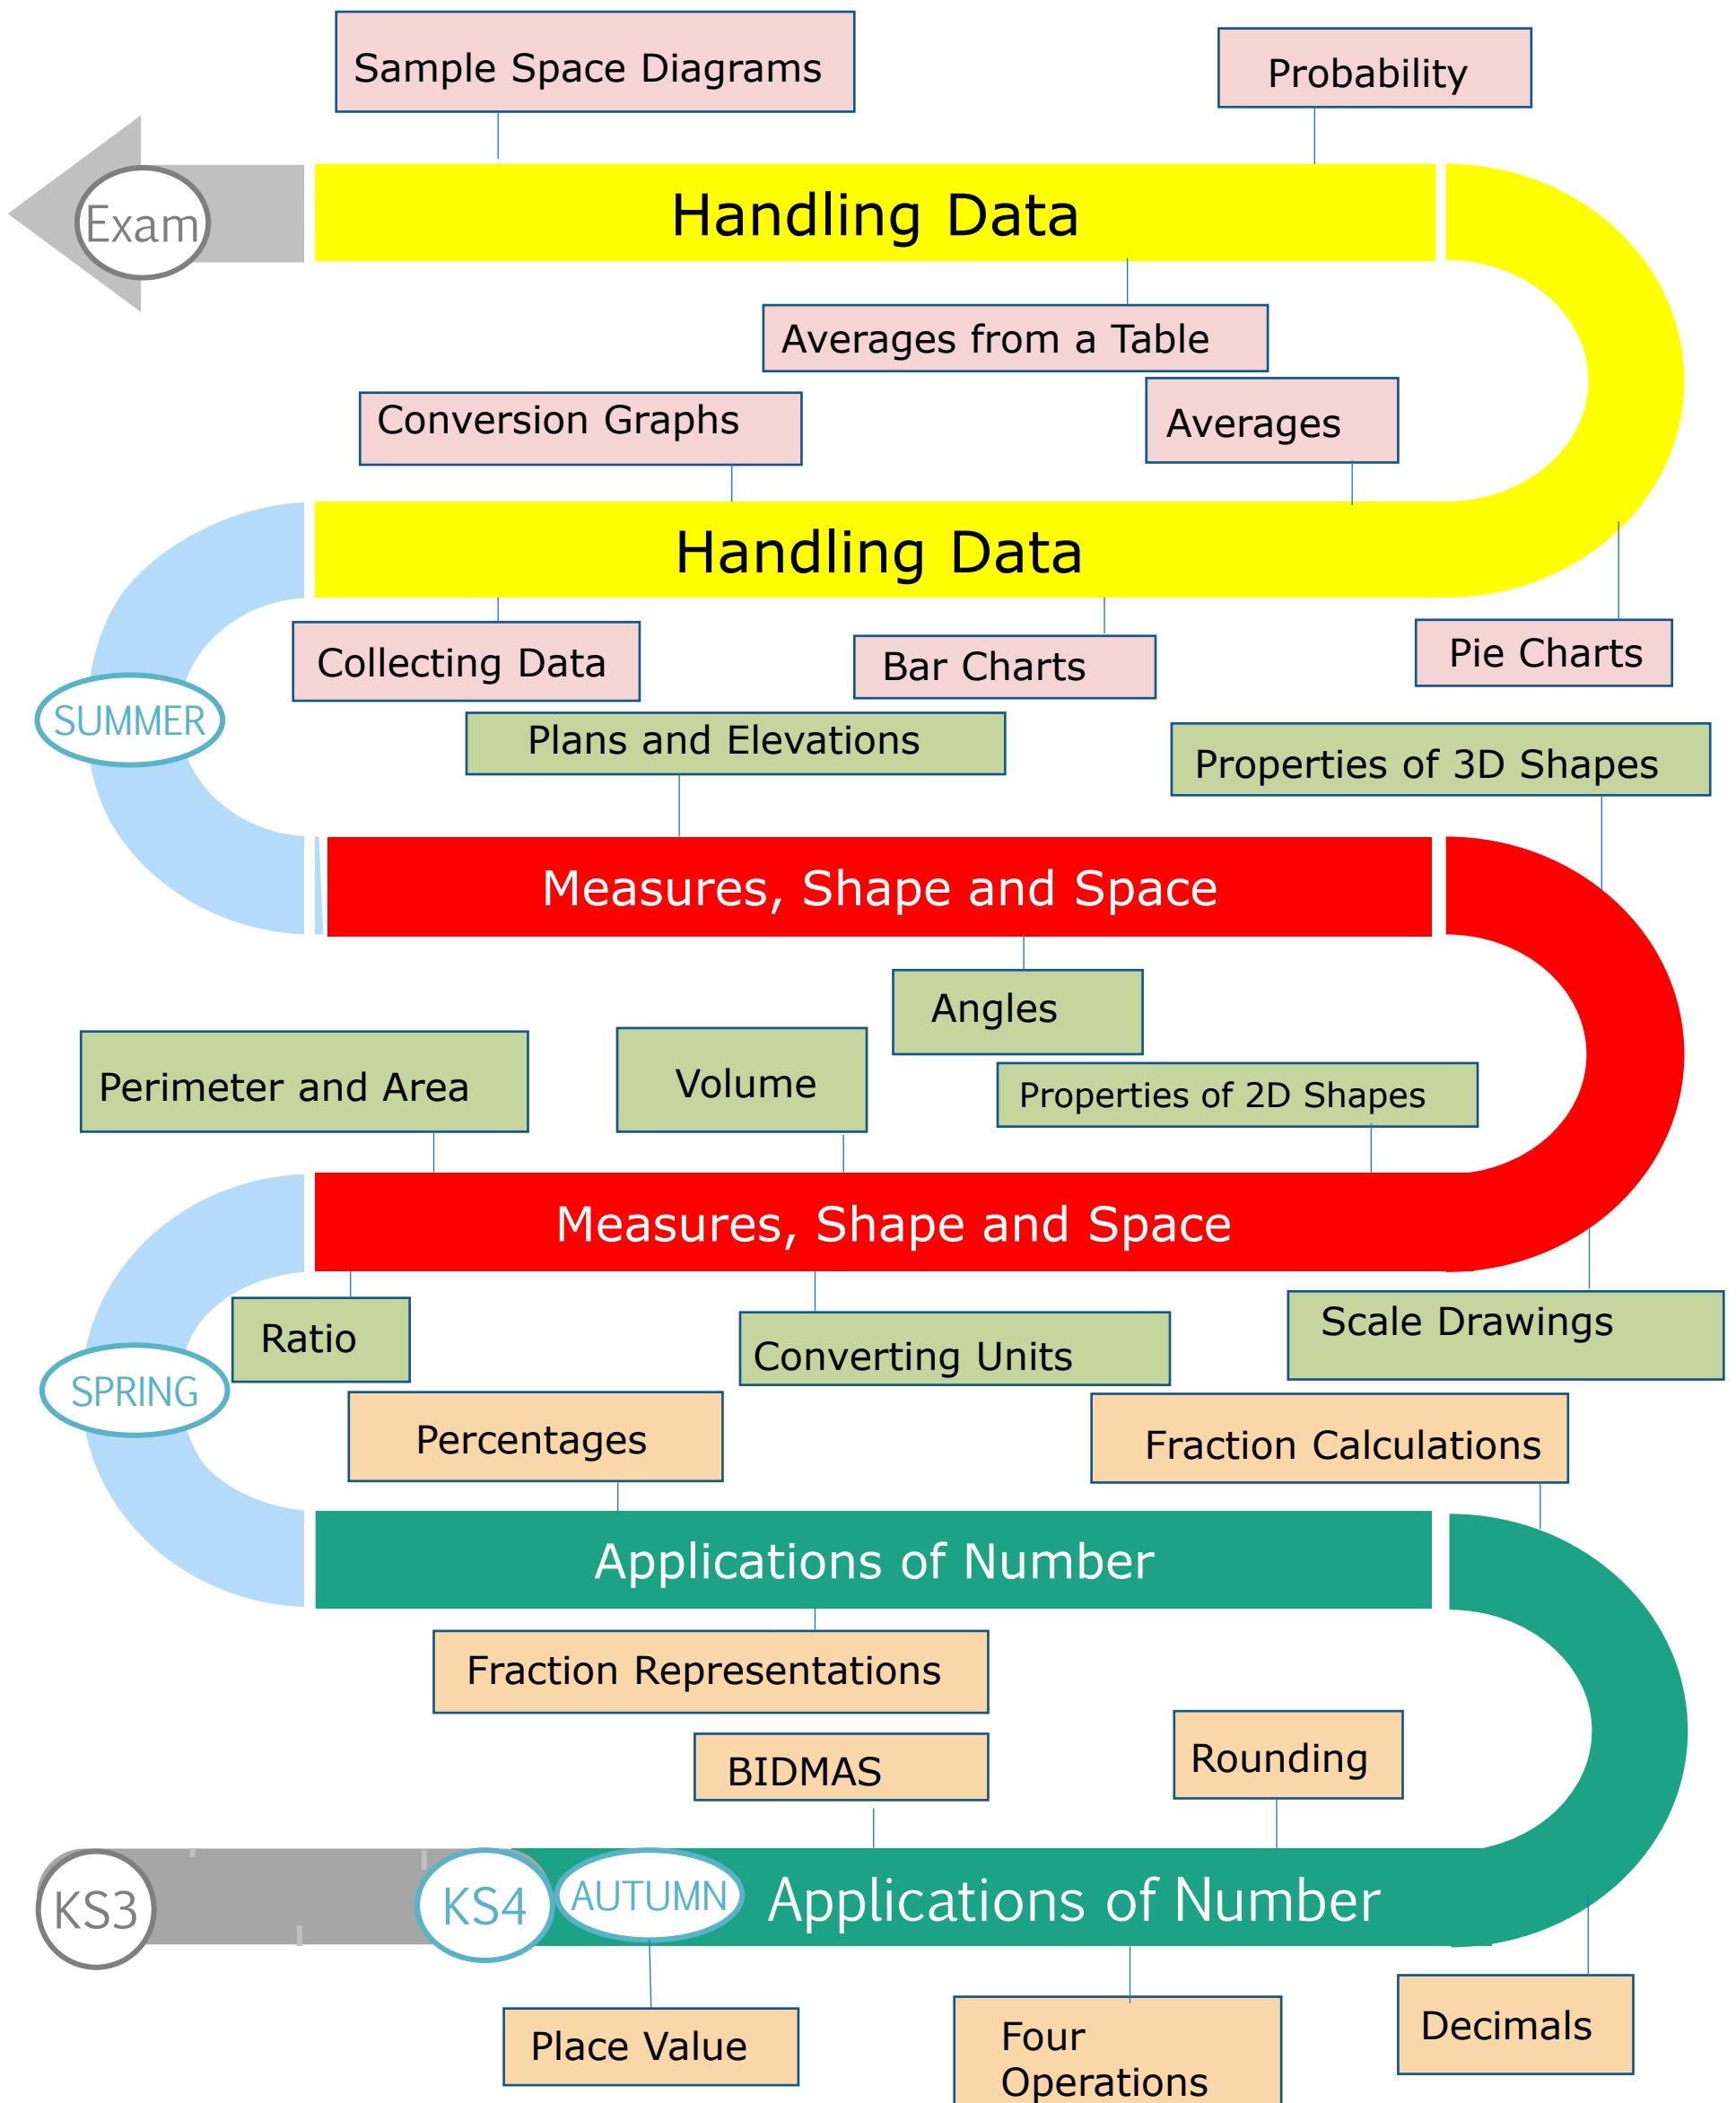 Sample Space Diagrams
Probability
Exam
Handling Data
Averages from a Table
Conversion Graphs
Averages
Handling Data
Collecting Data
Bar Charts
Pie Charts
SUMMER
Plans and Elevations
Properties of 3D Shapes
Measures, Shape and Space
Angles
Perimeter and Area
Volume
Properties of 2D Shapes
Measures, Shape and Space
Ratio
Converting Units
Scale Drawings
SPRING
Percentages
Fraction Calculations
Applications of Number
Fraction Representations
BIDMAS
Rounding
KS3
KS4
AUTUMN
Applications of Number
Place Value
Four
Operations
Decimals